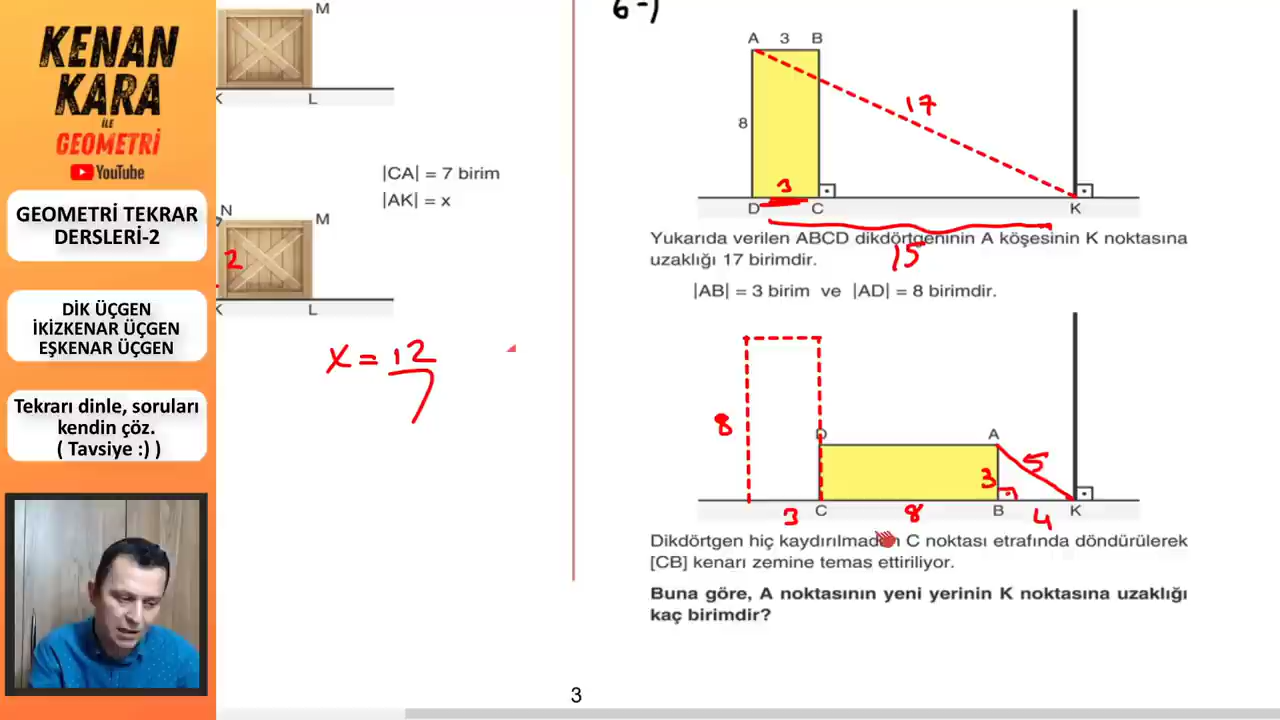 KENAN
KARA
İLE
GEOMETRİ
YouTube
GEOMETRİ TEKRAR
DERSLERİ-2
DİK ÜÇGEN
İKİZKENAR ÜÇGEN
EŞKENAR ÜÇGEN
Tekrarı dinle, soruları
kendin çöz.
( Tavsiye :) )
M
K
L
|CA| = 7 birim
|AK| = x
N
M
2
K
L
x = 12
7
6-)
A 3 B
17
8
3
D C K
15
Yukarıda verilen ABCD dikdörtgeninin A köşesinin K noktasına
uzaklığı 17 birimdir.
|AB| = 3 birim ve |AD| = 8 birimdir.
8
D A
5
3
3 C 8 B 4 K
Dikdörtgen hiç kaydırılmadan C noktası etrafında döndürülerek
[CB] kenarı zemine temas ettiriliyor.
Buna göre, A noktasının yeni yerinin K noktasına uzaklığı
kaç birimdir?
3